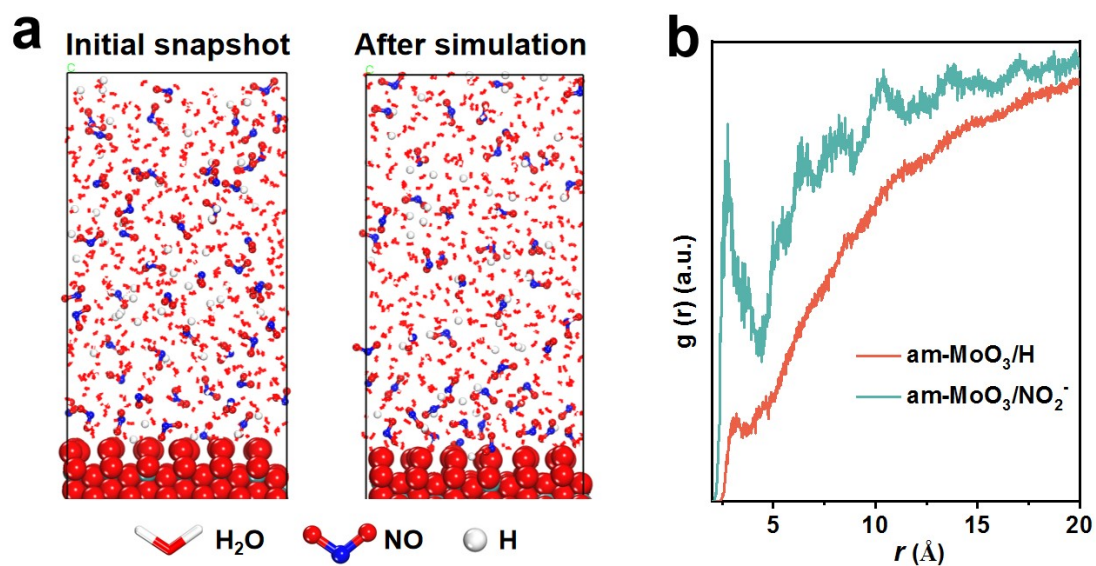 a
Initial snapshot
After simulation
C
C
H₂O
NO
H
b
g (r) (a.u.)
am-MoO₃/H
am-MoO₃/NO₂⁻
5 10 15 20
r (Å)